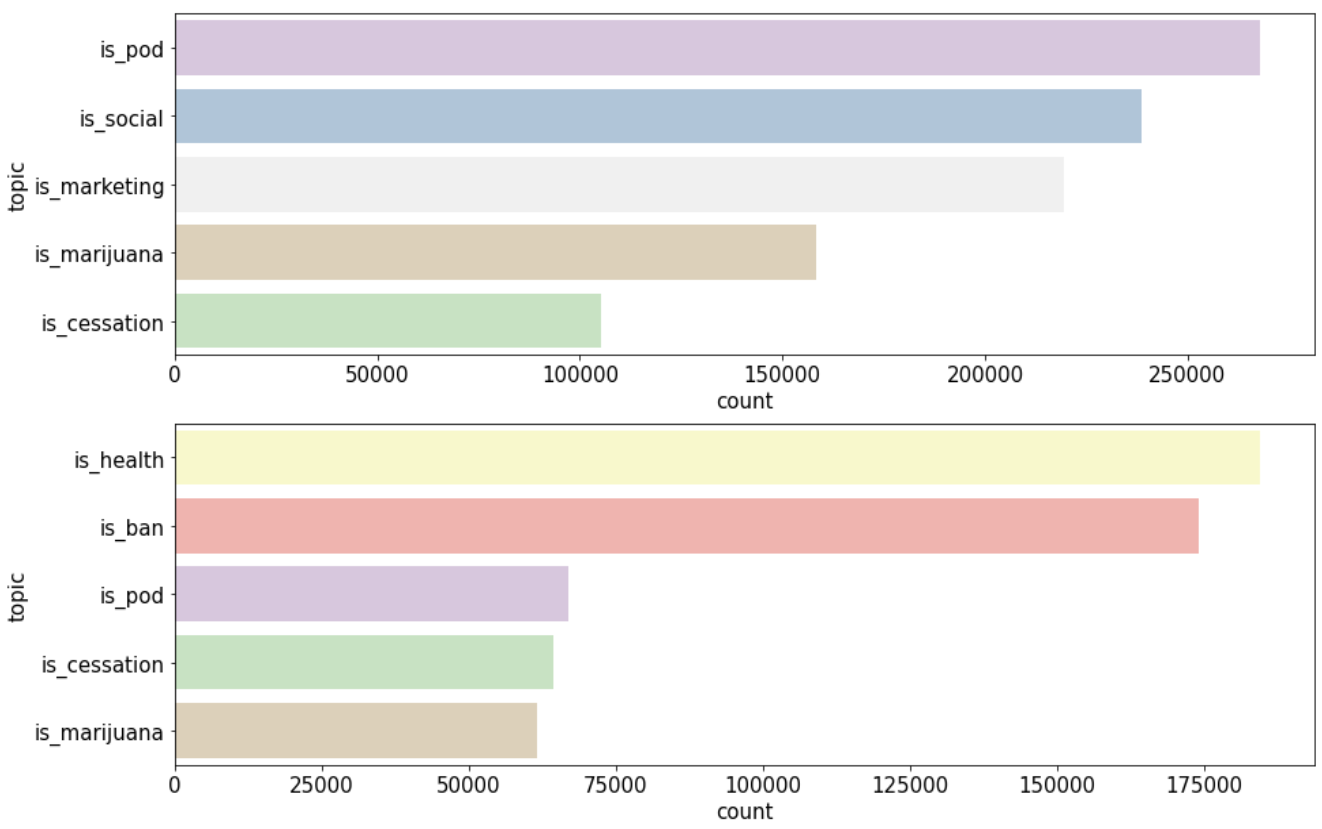 is_pod
is_social
is_marketing
is_marijuana
is_cessation
topic
0 50000 100000 150000 200000 250000
count
is_health
is_ban
is_pod
is_cessation
is_marijuana
topic
0 25000 50000 75000 100000 125000 150000 175000
count